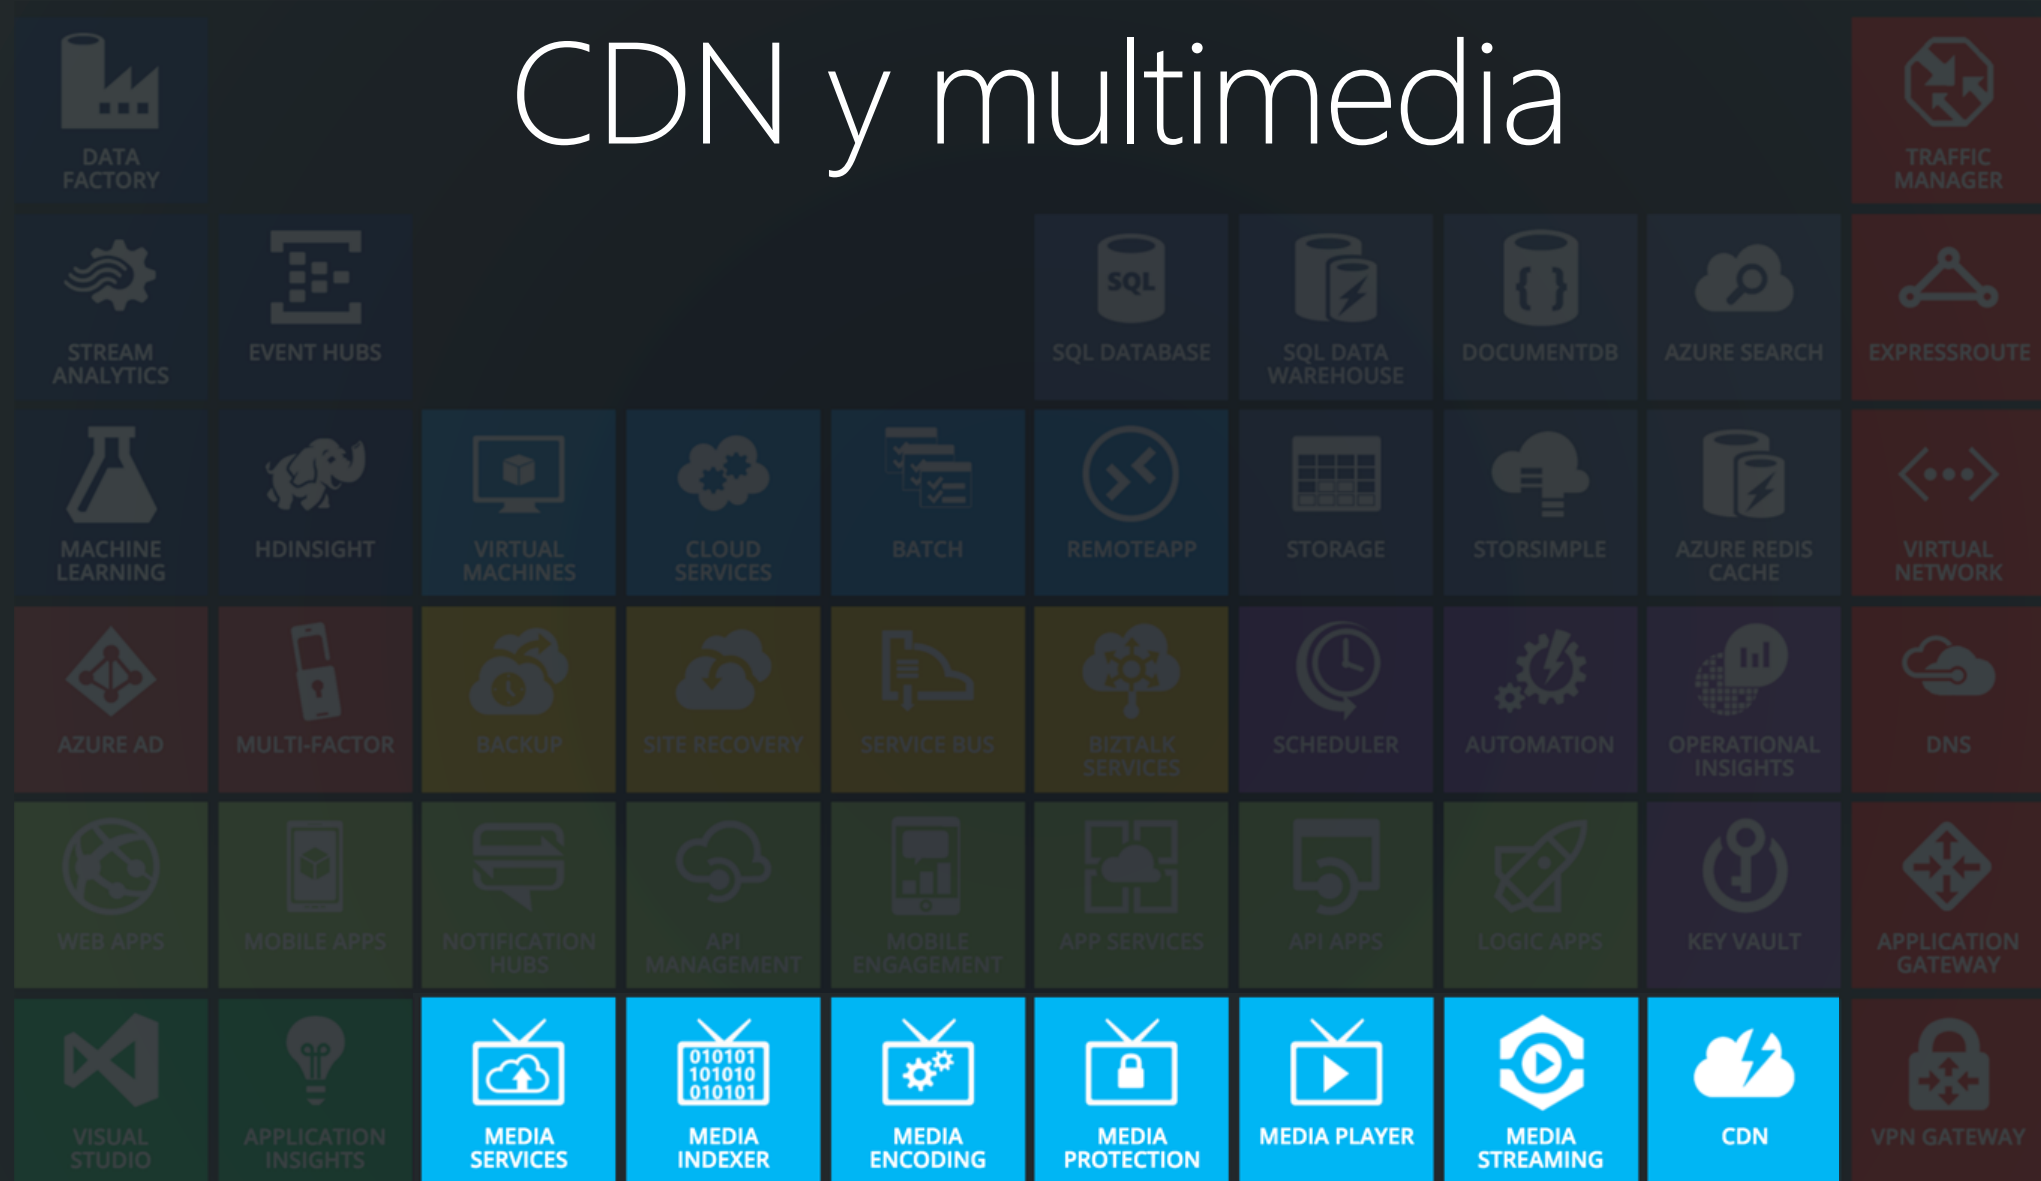 CDN y multimedia
DATA
FACTORY
TRAFFIC
MANAGER
STREAM
ANALYTICS
EVENT HUBS
SQL
SQL DATABASE
SQL DATA
WAREHOUSE
DOCUMENTDB
AZURE SEARCH
EXPRESSROUTE
MACHINE
LEARNING
HDINSIGHT
VIRTUAL
MACHINES
CLOUD
SERVICES
BATCH
REMOTEAPP
STORAGE
STORSIMPLE
AZURE REDIS
CACHE
VIRTUAL
NETWORK
AZURE AD
MULTI-FACTOR
BACKUP
SITE RECOVERY
SERVICE BUS
BIZTALK
SERVICES
SCHEDULER
AUTOMATION
OPERATIONAL
INSIGHTS
DNS
WEB APPS
MOBILE APPS
NOTIFICATION
HUBS
API
MANAGEMENT
MOBILE
ENGAGEMENT
APP SERVICES
API APPS
LOGIC APPS
KEY VAULT
APPLICATION
GATEWAY
VISUAL
STUDIO
APPLICATION
INSIGHTS
MEDIA
SERVICES
010101
101010
010101
MEDIA
INDEXER
MEDIA
ENCODING
MEDIA
PROTECTION
MEDIA PLAYER
MEDIA
STREAMING
CDN
VPN GATEWAY